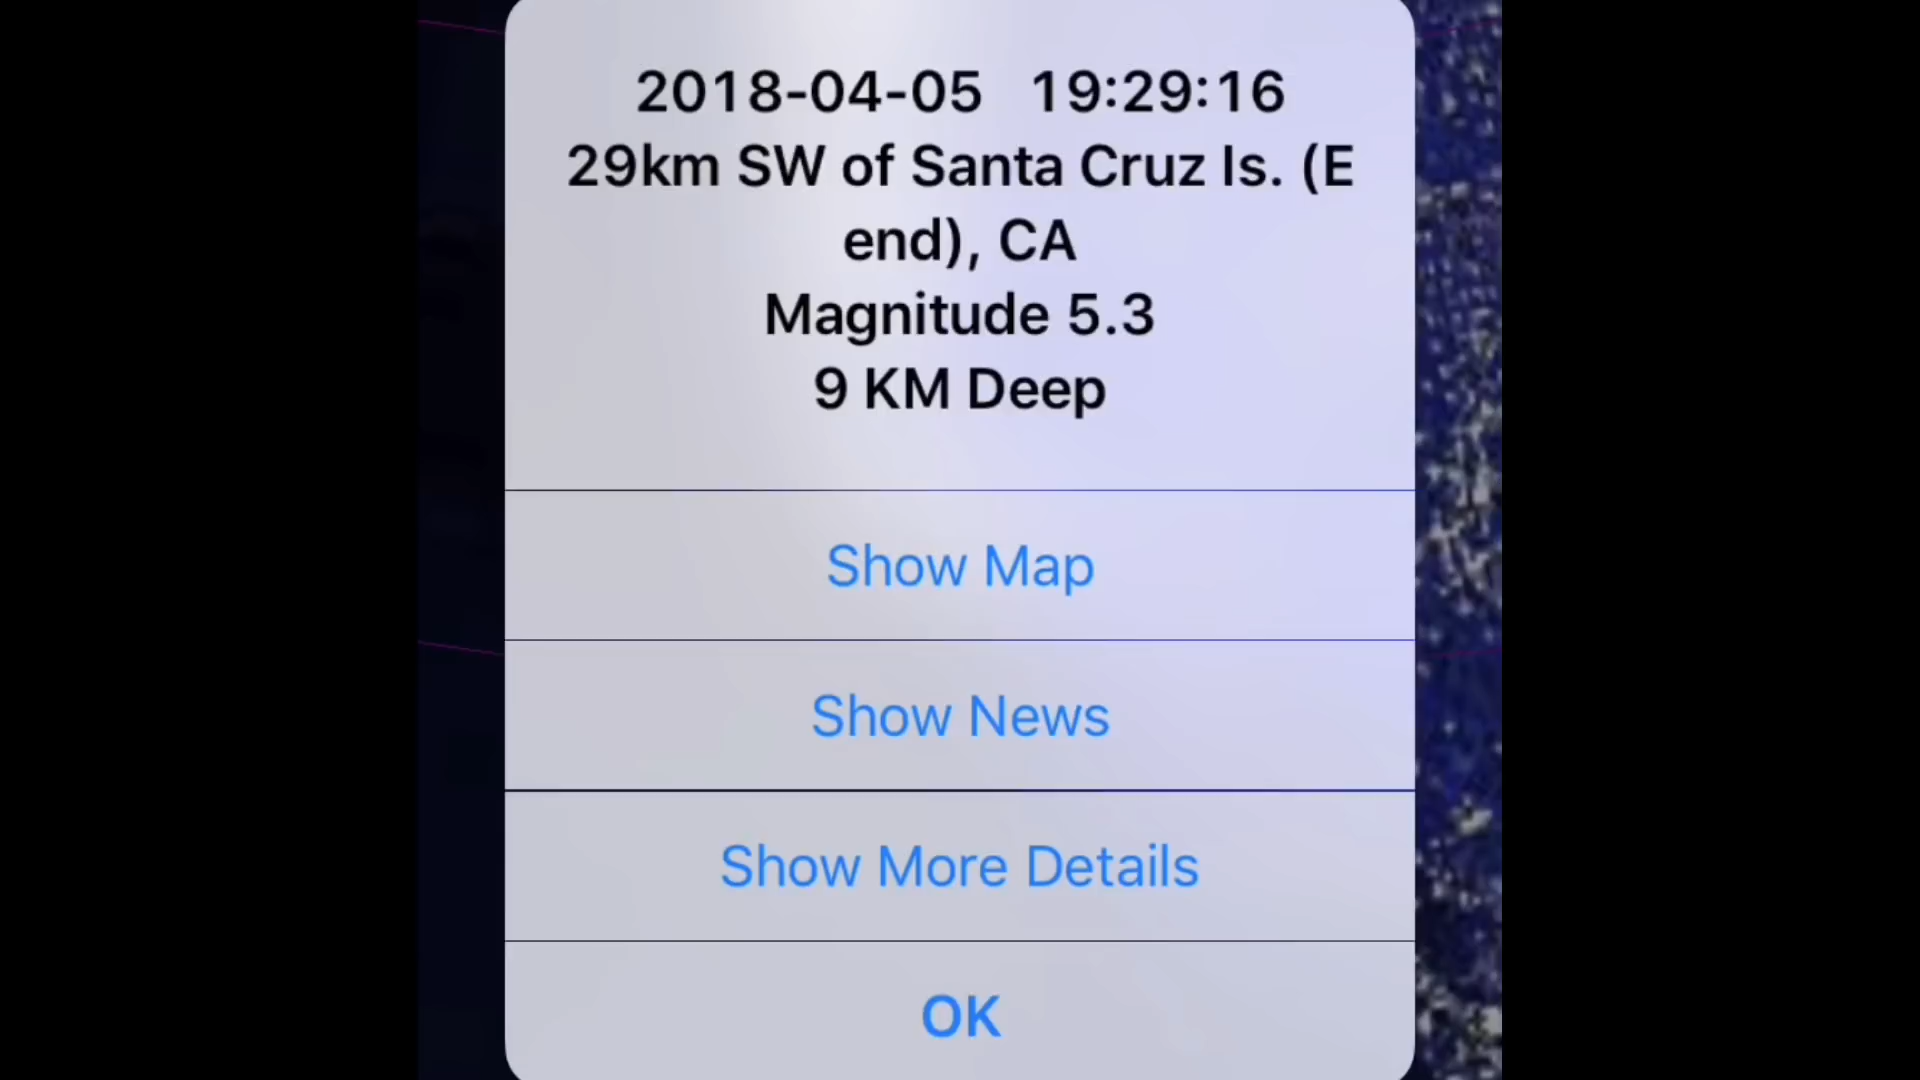 2018-04-05 19:29:16
29km SW of Santa Cruz Is. (E
end), CA
Magnitude 5.3
9 KM Deep
Show Map
Show News
Show More Details
OK